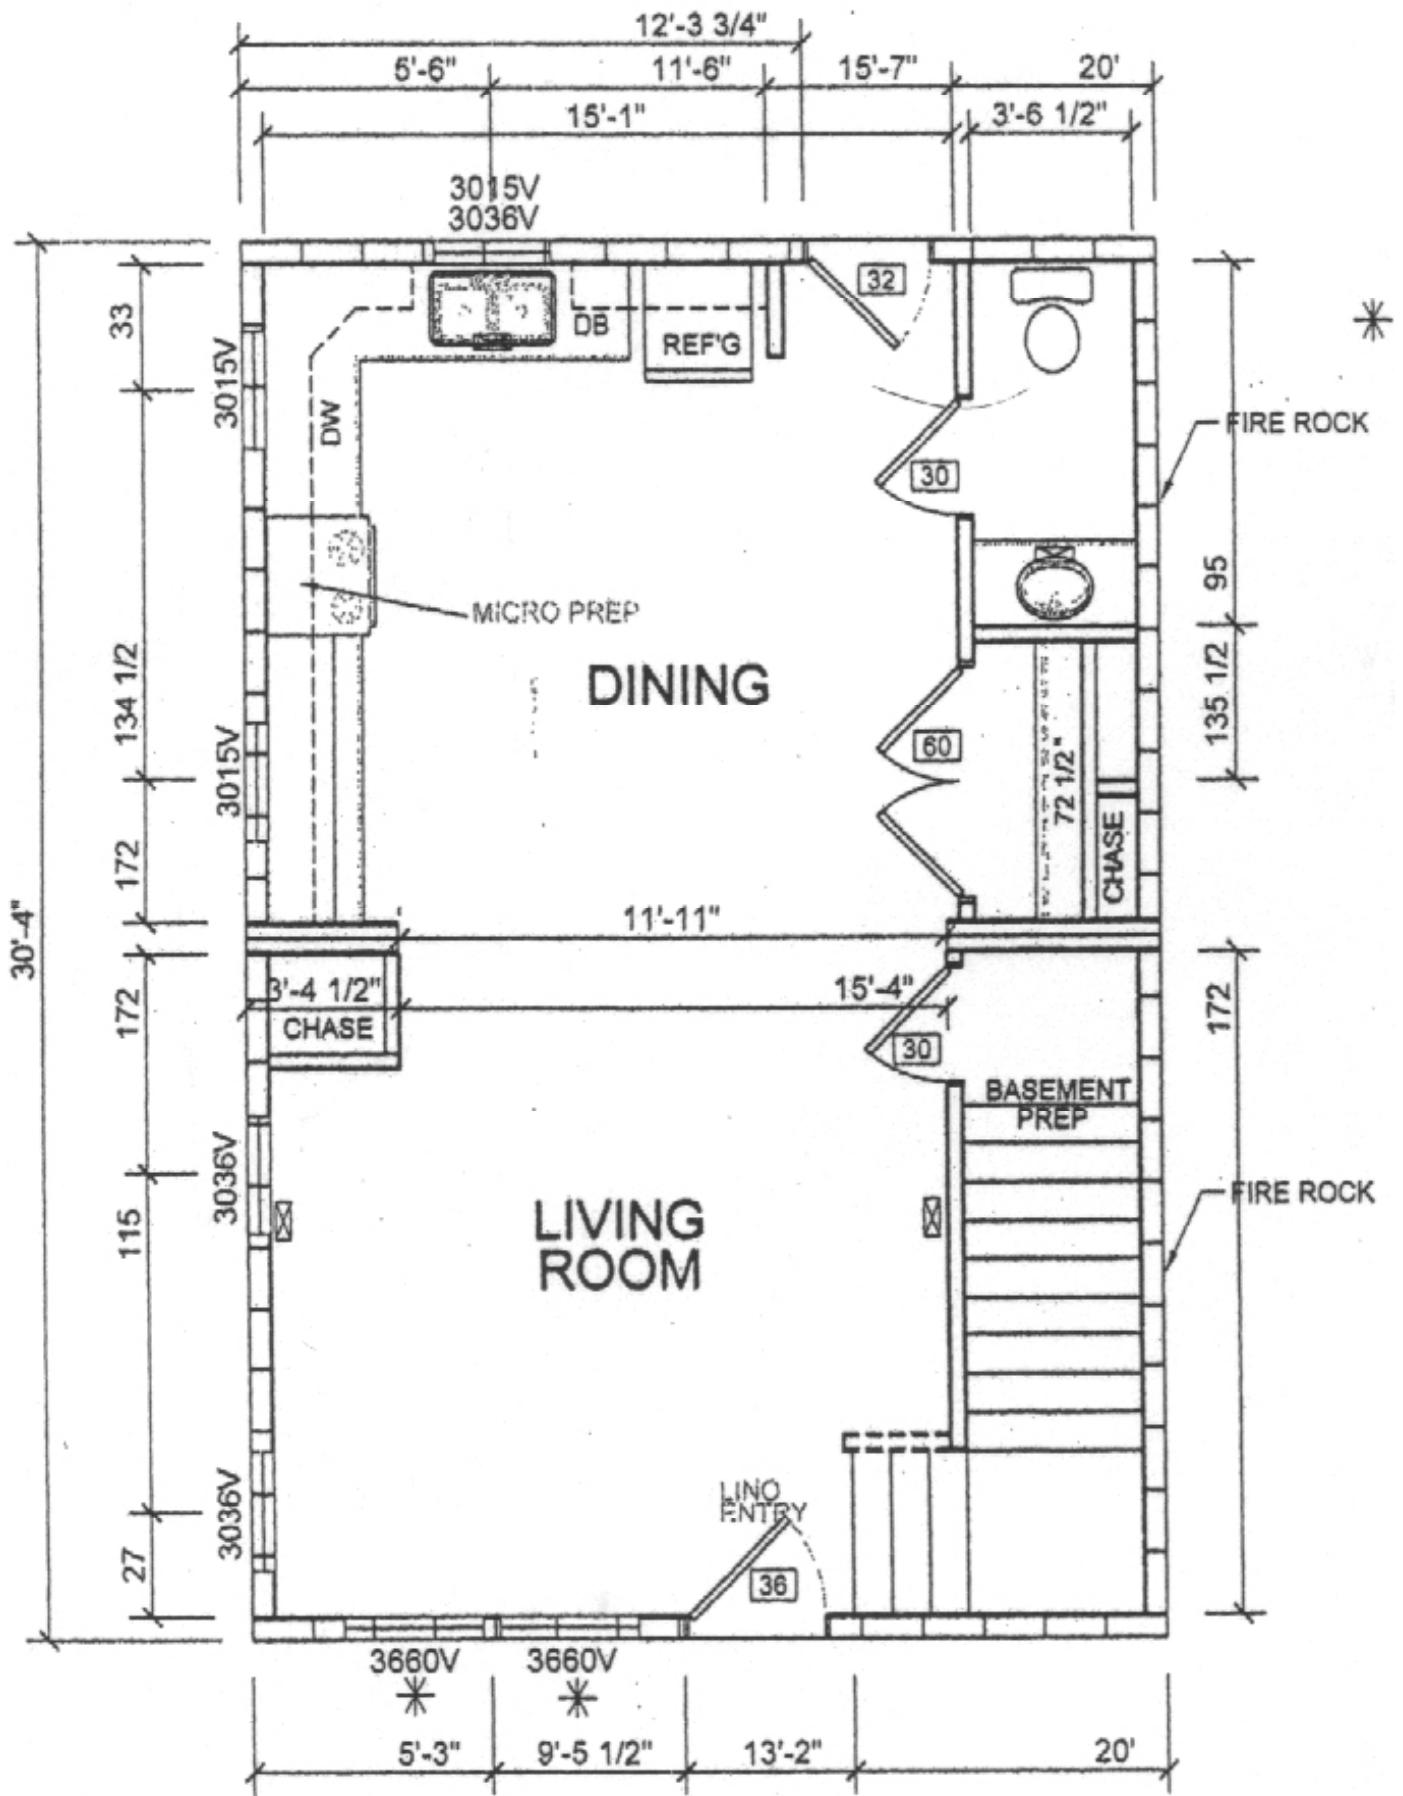 12'-3 3/4"
5'-6"
11'-6"
15'-7"
20'
15'-1"
3'-6 1/2"
3015V
3036V
32
DB
REF'G
33
3015V
DW
30
FIRE ROCK
MICRO PREP
95
DINING
134 1/2
135 1/2
60
72 1/2"
3015V
CHASE
172
11'-11"
30'-4"
3'-4 1/2"
15'-4"
CHASE
172
172
30
BASEMENT
PREP
3036V
FIRE ROCK
115
LIVING
ROOM
LINO
ENTRY
3036V
27
36
3660V
3660V
5'-3"
9'-5 1/2"
13'-2"
20'